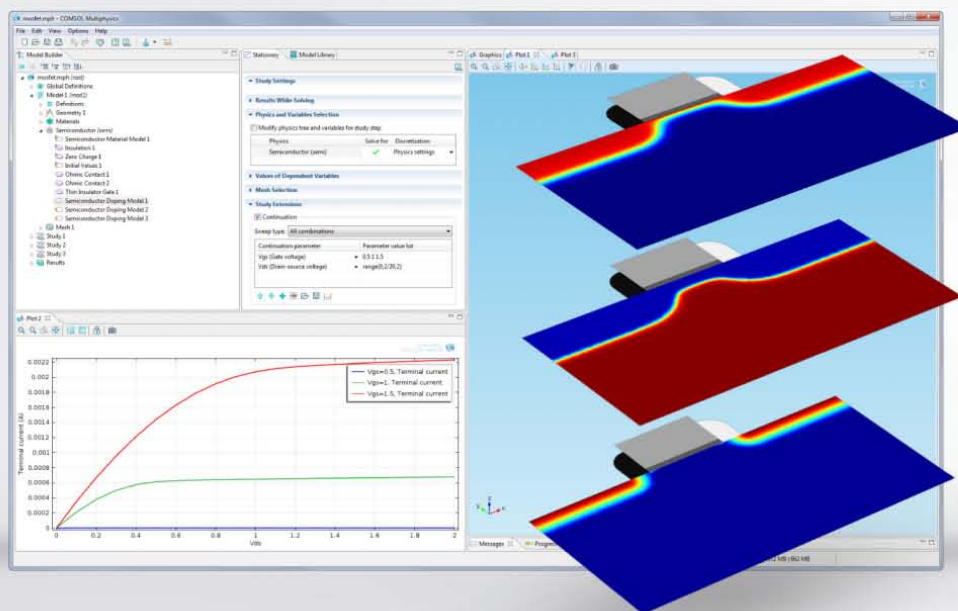 mosfet.mph - COMSOL Multiphysics
File Edit View Options Help
Model Builder
mosfet.mph (root)
Global Definitions
Model 1 (mod1)
Definitions
Geometry 1
Materials
Semiconductor (semi)
Semiconductor Material Model 1
Insulation 1
Zero Charge 1
Initial Values 1
Ohmic Contact 1
Ohmic Contact 2
Thin Insulator Gate 1
Semiconductor Doping Model 1
Semiconductor Doping Model 2
Semiconductor Doping Model 3
Mesh 1
Study 1
Study 2
Study 3
Results
Stationary Model Library
Study Settings
Results While Solving
Physics and Variables Selection
Modify physics tree and variables for study step
Physics Solve for Discretization
Semiconductor (semi) Physics settings
Values of Dependent Variables
Mesh Selection
Study Extensions
Continuation
Sweep type: All combinations
Continuation parameter Parameter value list
Vgs (Gate voltage) 0.5 1 1.5
Vds (Drain-source voltage) range(0,2/20,2)
Graphics Plot 1 Plot 3
z
y x
Messages Progress
MB | 662 MB
Plot 2
0.0022
0.002
0.0018
0.0016
0.0014
0.0012
0.001
0.0008
0.0006
0.0004
0.0002
0
Terminal current (A)
Vgs=0.5, Terminal current
Vgs=1, Terminal current
Vgs=1.5, Terminal current
0 0.2 0.4 0.6 0.8 1 1.2 1.4 1.6 1.8 2
Vds